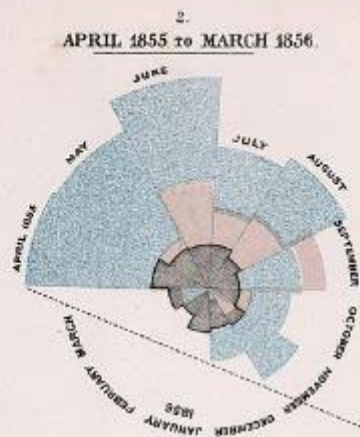 2.
APRIL 1855 TO MARCH 1856.
JUNE
MAY
JULY
AUGUST
APRIL 1855
SEPTEMBER
OCTOBER
NOVEMBER
DECEMBER
JANUARY
1856
FEBRUARY
MARCH